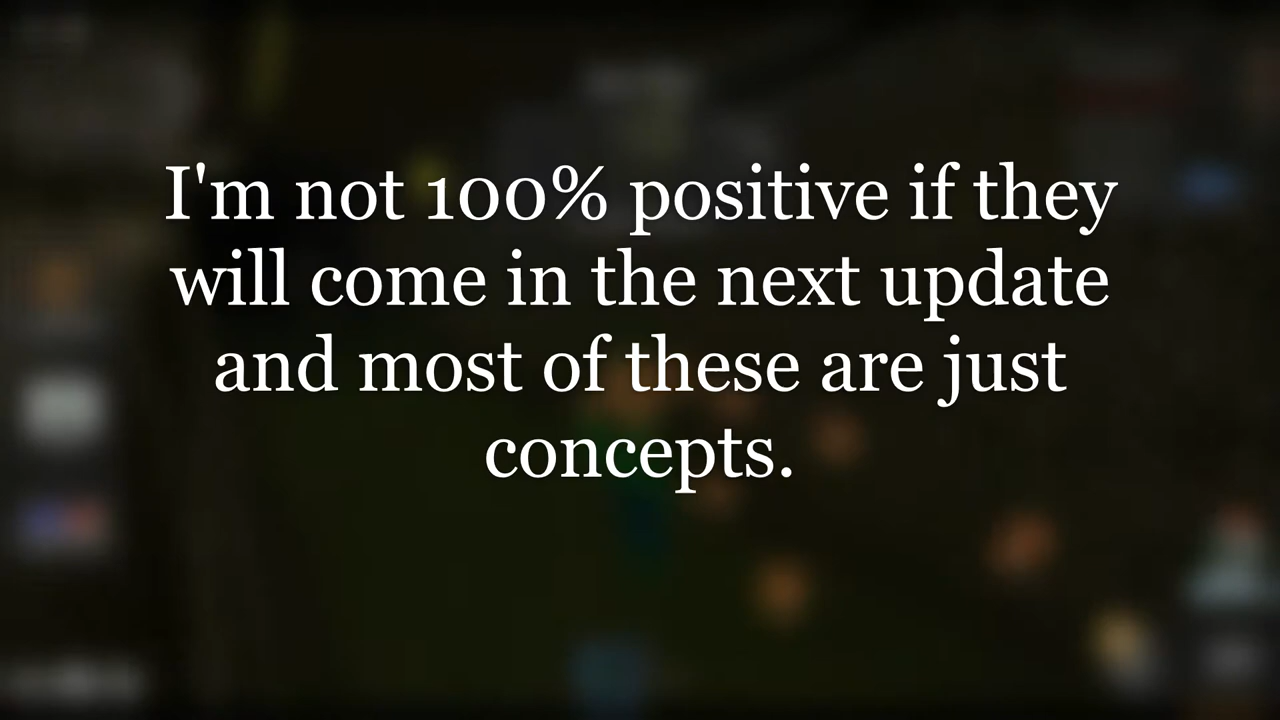 I'm not 100% positive if they
will come in the next update
and most of these are just
concepts.